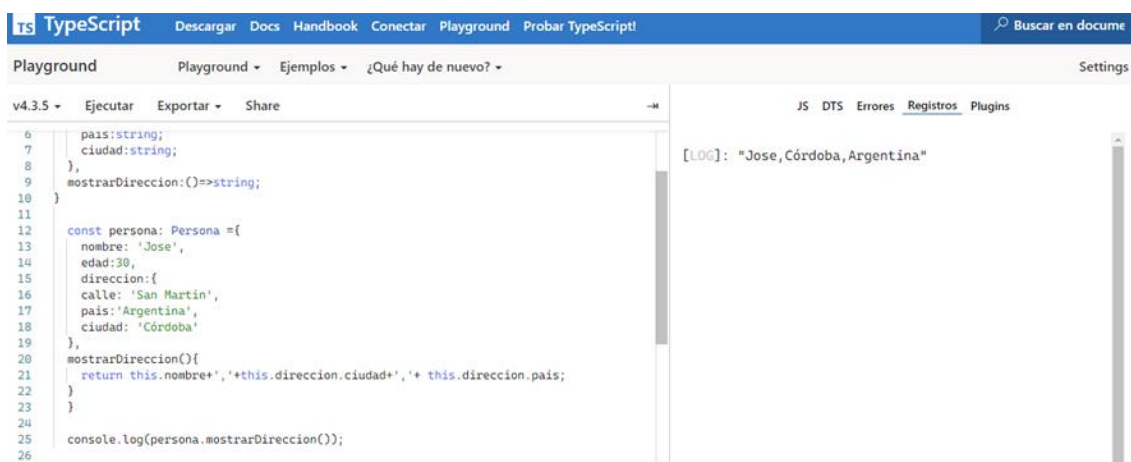 TS TypeScript Descargar Docs Handbook Conectar Playground Probar TypeScript! Buscar en docume
Playground Playground Ejemplos ¿Qué hay de nuevo? Settings
v4.3.5 Ejecutar Exportar Share JS DTS Errores Registros Plugins
6 pais:string;
7 ciudad:string;
8 },
9 mostrarDireccion:()=>string;
10 }
11
12 const persona: Persona ={
13 nombre: 'Jose',
14 edad:30,
15 direccion:{
16 calle: 'San Martin',
17 pais:'Argentina',
18 ciudad: 'Córdoba'
19 },
20 mostrarDireccion(){
21 return this.nombre+','+this.direccion.ciudad+','+ this.direccion.pais;
22 }
23 }
24
25 console.log(persona.mostrarDireccion());
26
[LOG]: "Jose,Córdoba,Argentina"